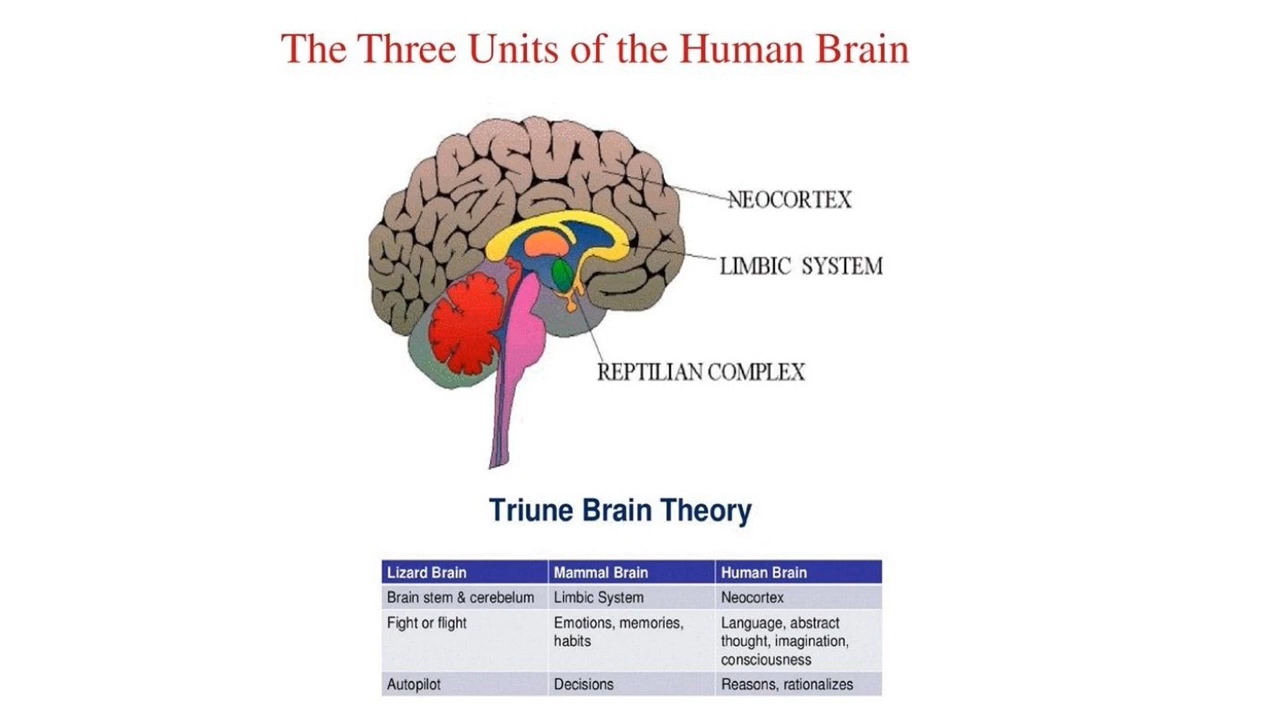 The Three Units of the Human Brain
NEOCORTEX
LIMBIC SYSTEM
REPTILIAN COMPLEX
Triune Brain Theory
Lizard Brain Mammal Brain Human Brain
Brain stem & cerebelum Limbic System Neocortex
Fight or flight Emotions, memories, Language, abstract
habits thought, imagination,
consciousness
Autopilot Decisions Reasons, rationalizes